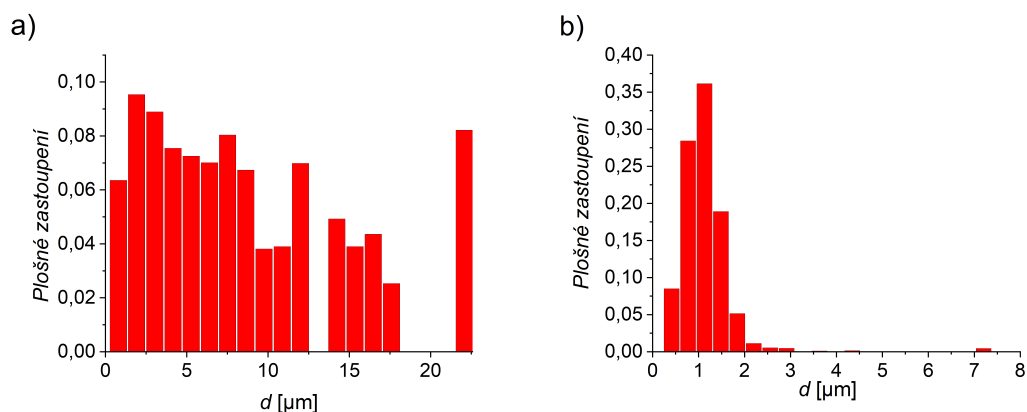 a)
Plošné zastoupení
0,10
0,08
0,06
0,04
0,02
0,00
0 5 10 15 20
d [µm]
b)
Plošné zastoupení
0,40
0,35
0,30
0,25
0,20
0,15
0,10
0,05
0,00
0 1 2 3 4 5 6 7 8
d [µm]